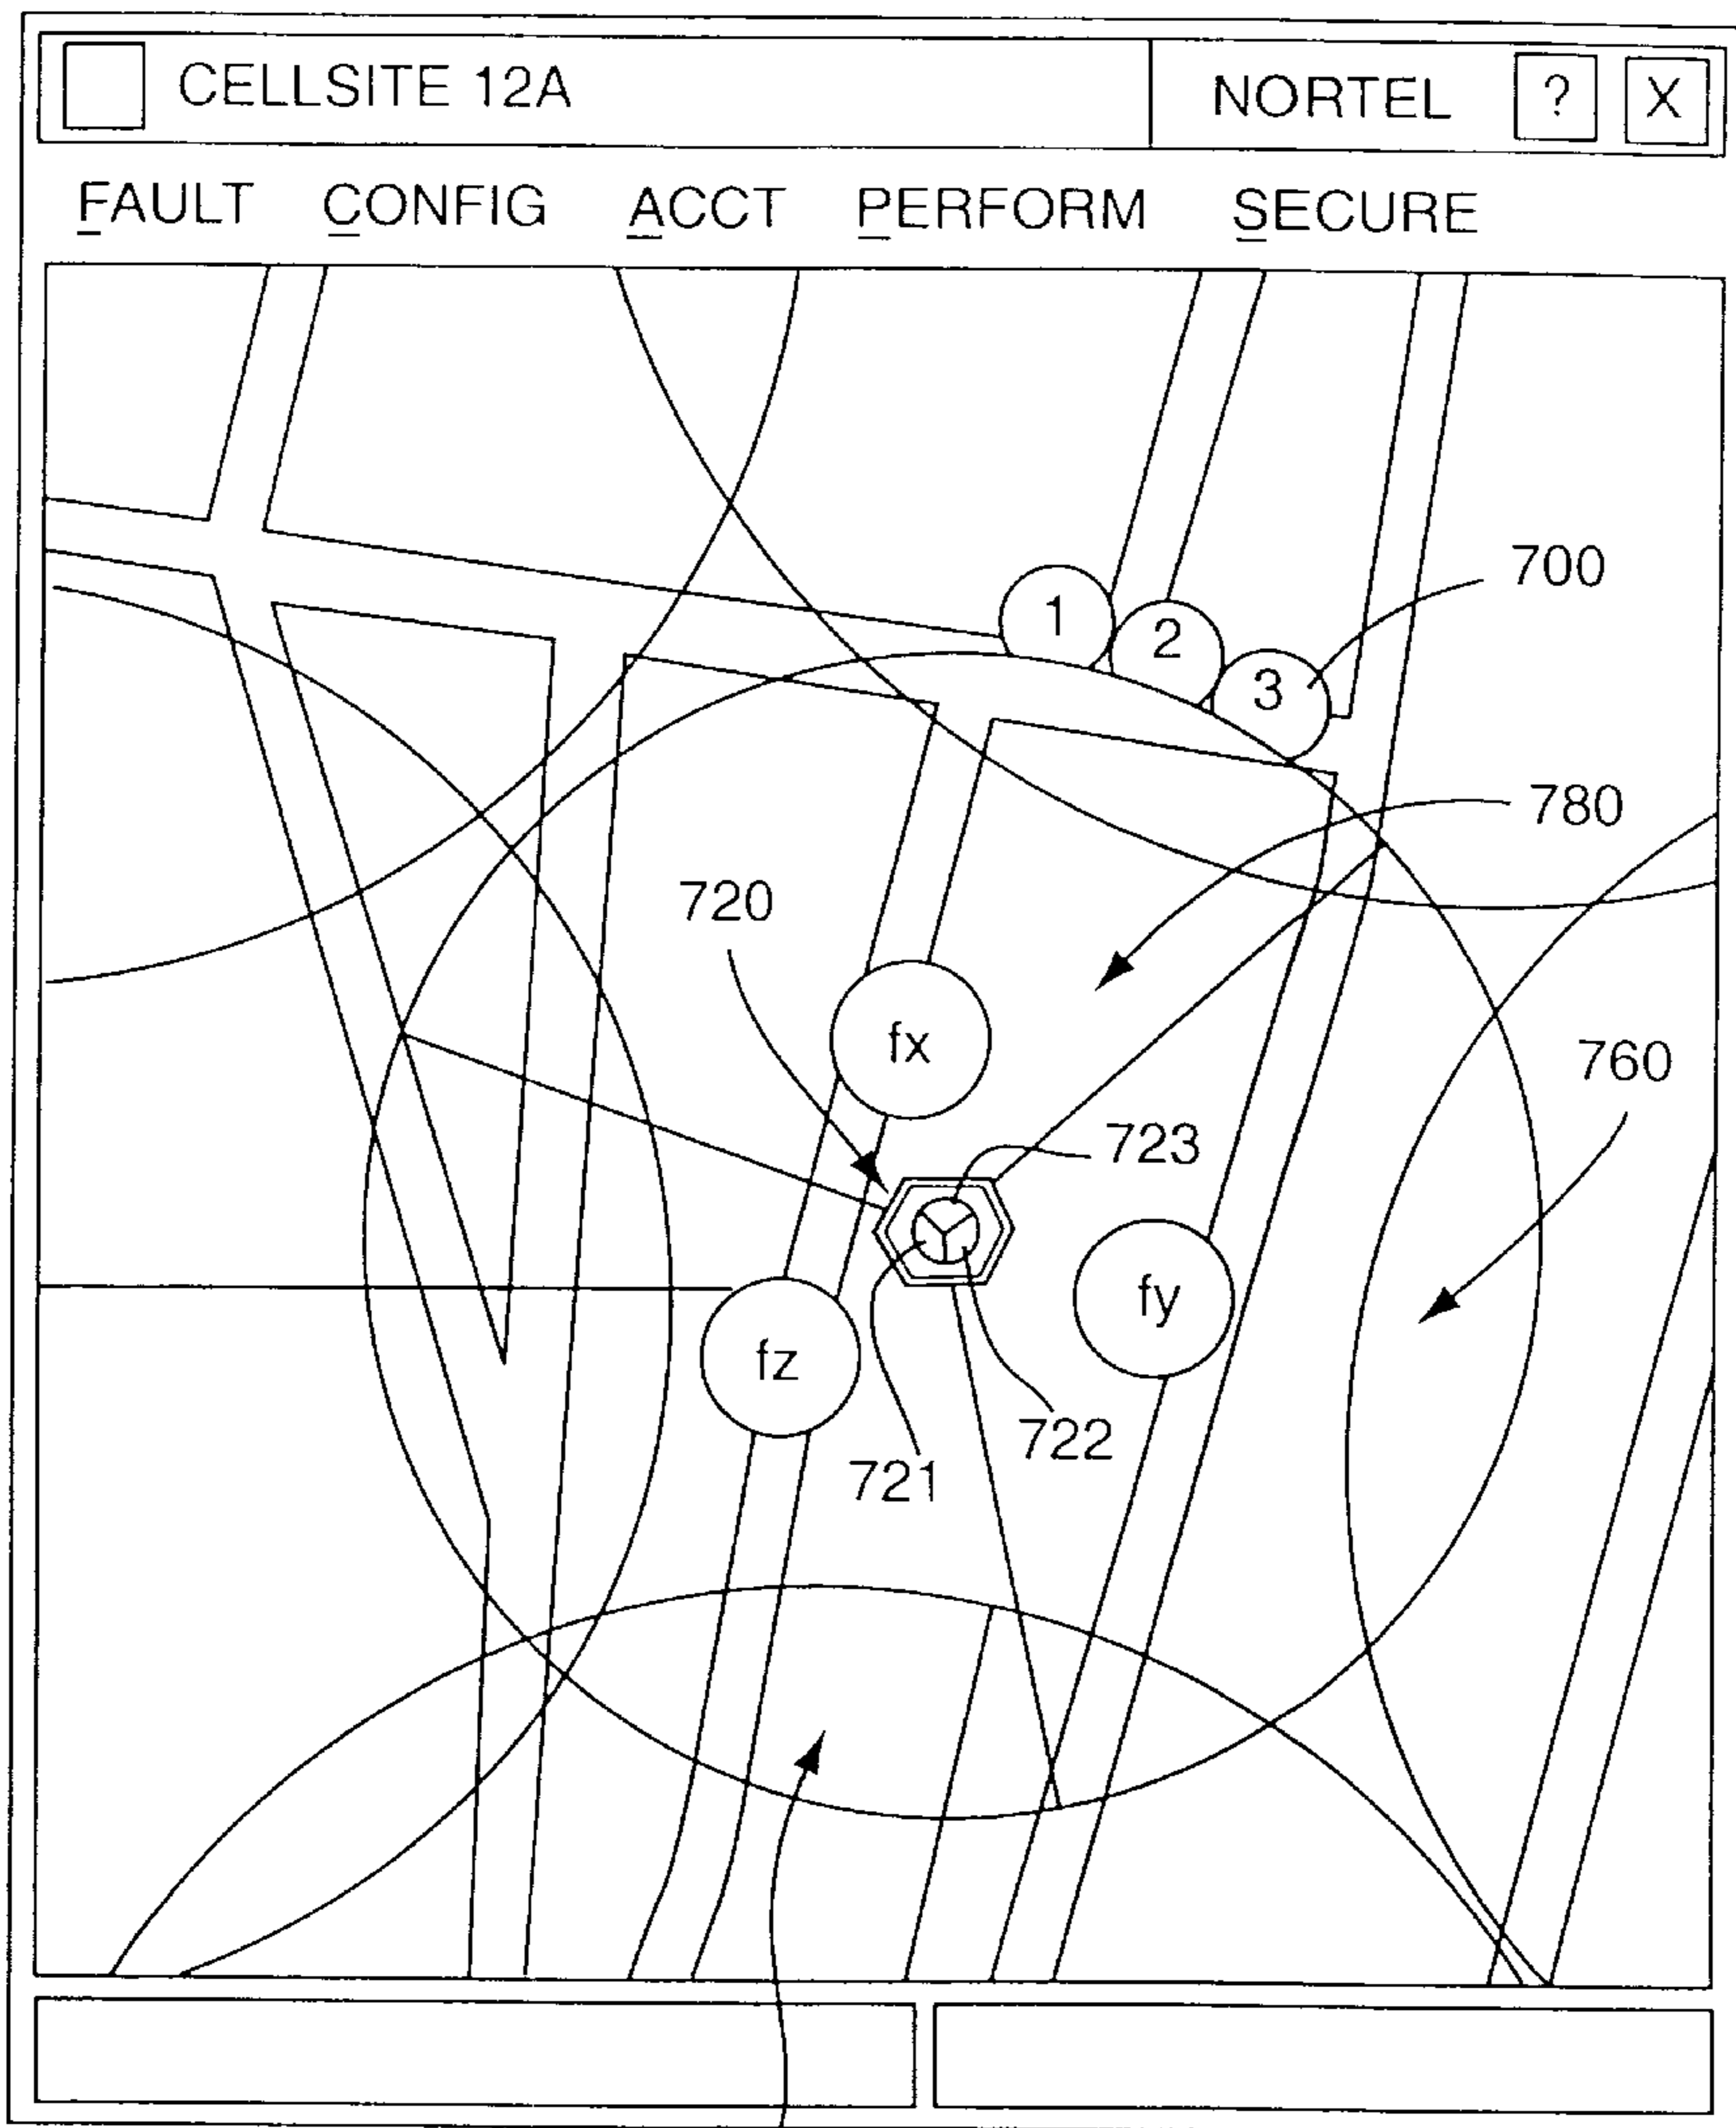 CELLSITE 12A NORTEL ? X
FAULT CONFIG ACCT PERFORM SECURE
1
2
3
700
780
720
fx
760
723
fy
fz
722
721